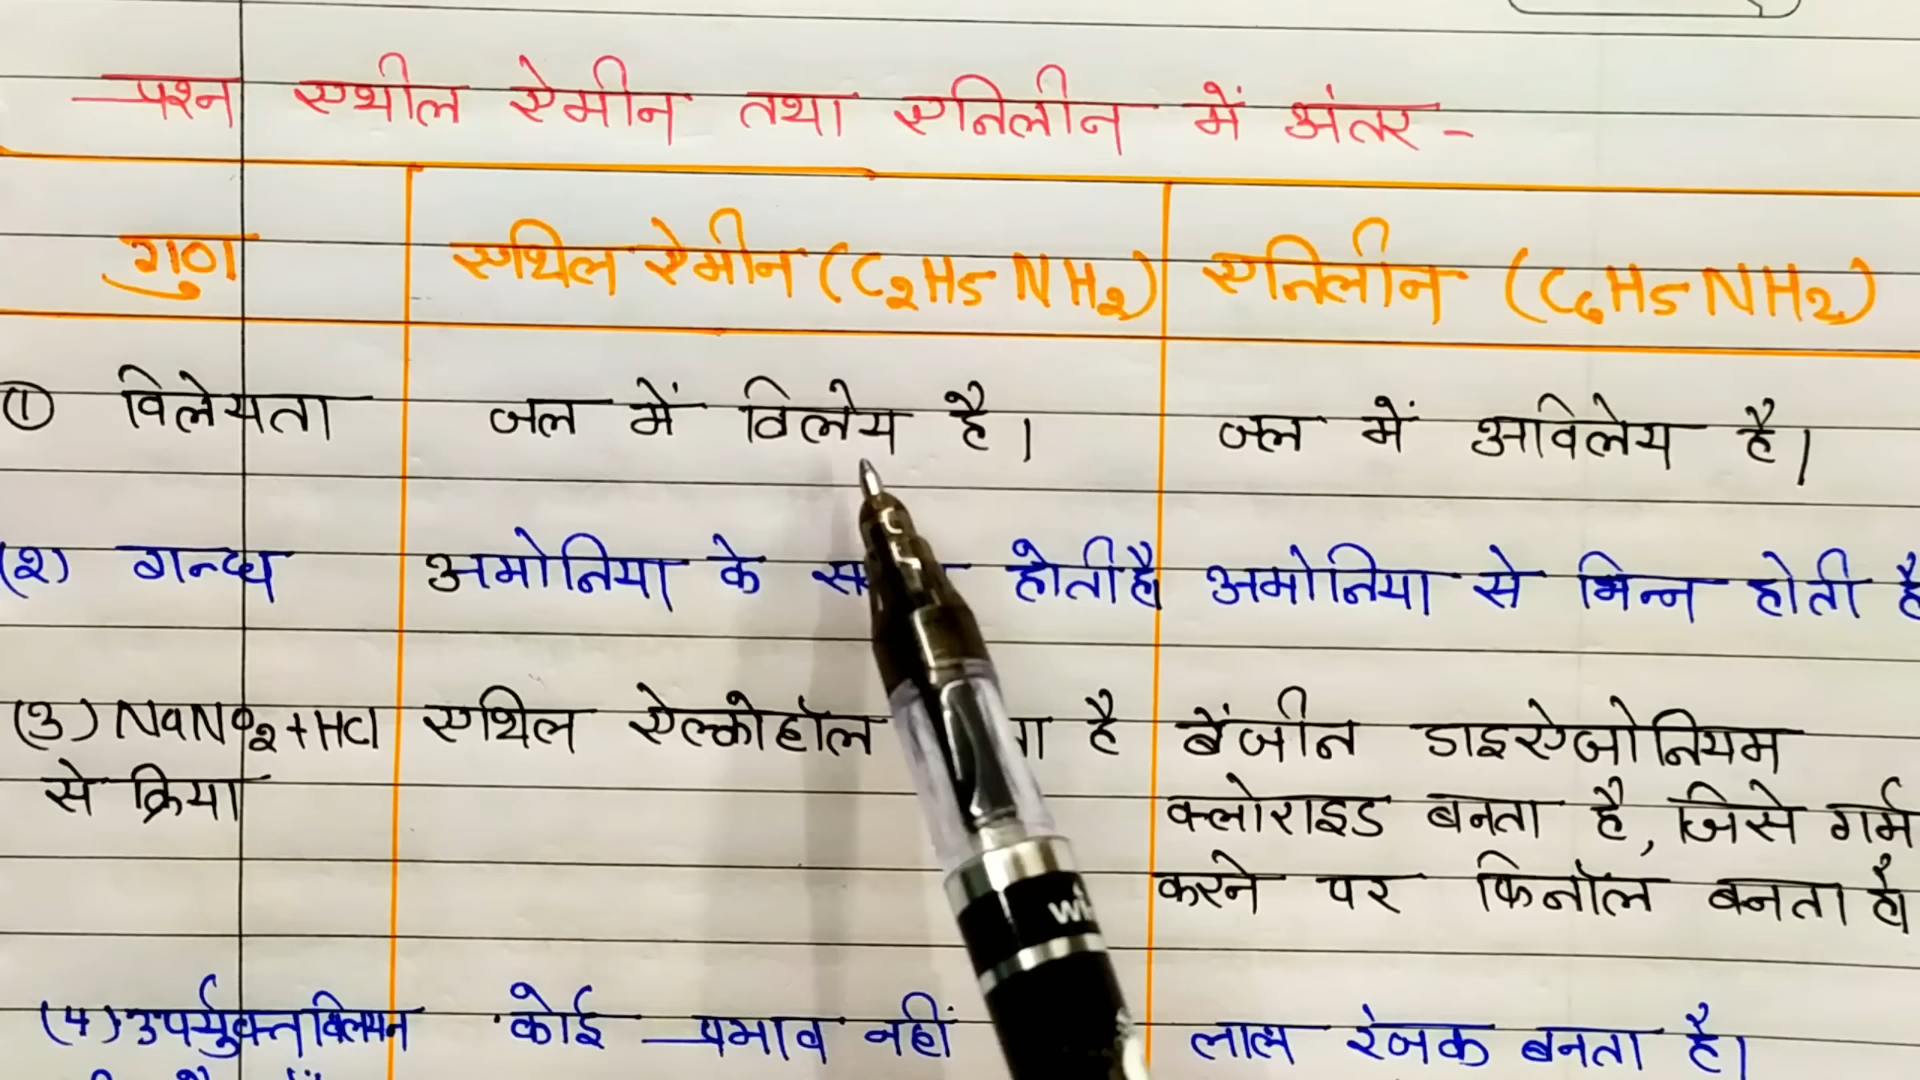 प्रश्न एथील ऐमीन तथा एनिलीन में अंतर -
गुण एथिल ऐमीन (C₂H₅NH₂) एनिलीन (C₆H₅NH₂)
① विलेयता जल में विलेय है। जल में अविलेय है।
(२) गन्ध अमोनिया के होती है अमोनिया से भिन्न होती है
(३) NaNO₂+HCl एथिल ऐल्कोहॉल है बेंजीन डाइऐजोनियम
से क्रिया क्लोराइड बनता है, जिसे गर्म
करने पर फिनॉल बनता है।
(4) उपर्युक्त विलयन कोई प्रभाव नहीं लाल रंजक बनता है।